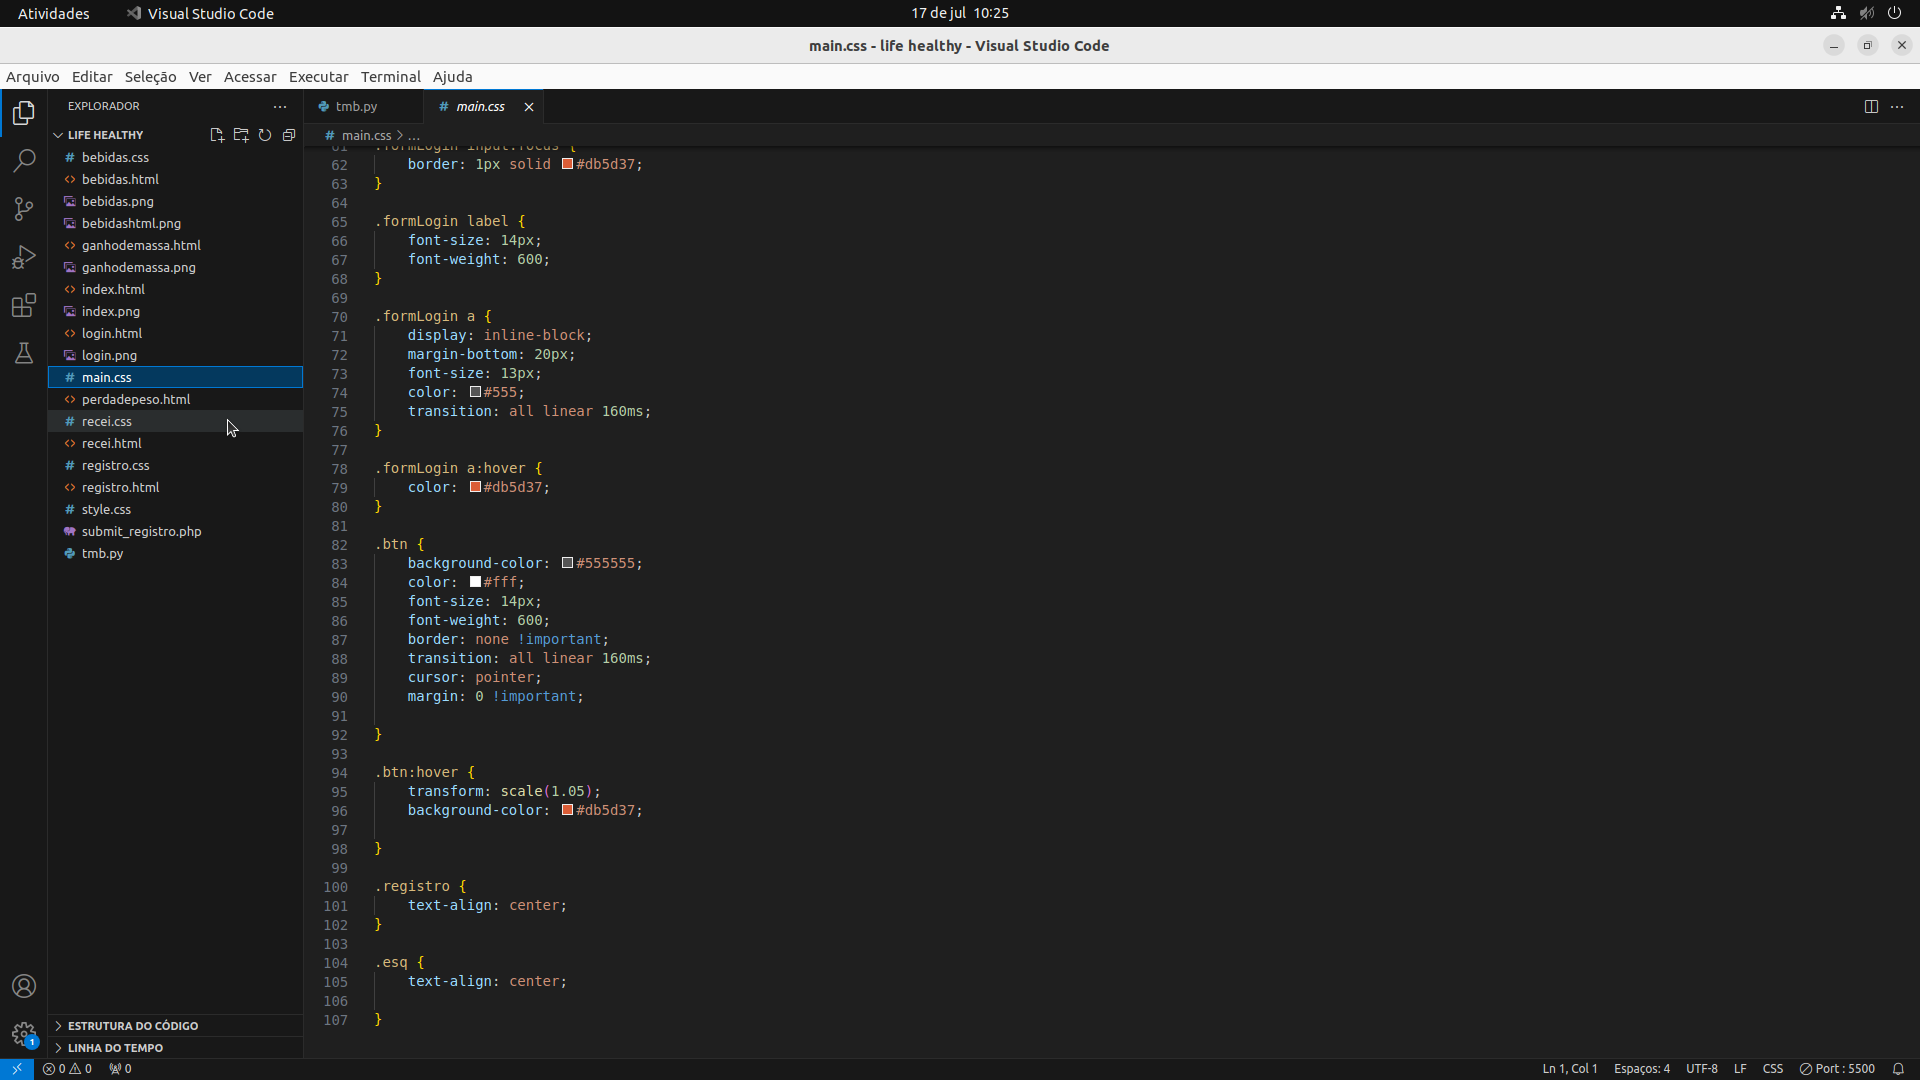 Atividades
Visual Studio Code
17 de jul 10:25
main.css - life healthy - Visual Studio Code
Arquivo Editar Seleção Ver Acessar Executar Terminal Ajuda
EXPLORADOR
LIFE HEALTHY
bebidas.css
bebidas.html
bebidas.png
bebidashtml.png
ganhodemassa.html
ganhodemassa.png
index.html
index.png
login.html
login.png
main.css
perdadepeso.html
recei.css
recei.html
registro.css
registro.html
style.css
submit_registro.php
tmb.py
ESTRUTURA DO CÓDIGO
LINHA DO TEMPO
tmb.py
main.css
main.css > ...
61 .formLogin input:focus {
62 border: 1px solid #db5d37;
63 }
64
65 .formLogin label {
66 font-size: 14px;
67 font-weight: 600;
68 }
69
70 .formLogin a {
71 display: inline-block;
72 margin-bottom: 20px;
73 font-size: 13px;
74 color: #555;
75 transition: all linear 160ms;
76 }
77
78 .formLogin a:hover {
79 color: #db5d37;
80 }
81
82 .btn {
83 background-color: #555555;
84 color: #fff;
85 font-size: 14px;
86 font-weight: 600;
87 border: none !important;
88 transition: all linear 160ms;
89 cursor: pointer;
90 margin: 0 !important;
91
92 }
93
94 .btn:hover {
95 transform: scale(1.05);
96 background-color: #db5d37;
97
98 }
99
100 .registro {
101 text-align: center;
102 }
103
104 .esq {
105 text-align: center;
106
107 }
1
0 0 0
Ln 1, Col 1 Espaços: 4 UTF-8 LF CSS Port : 5500